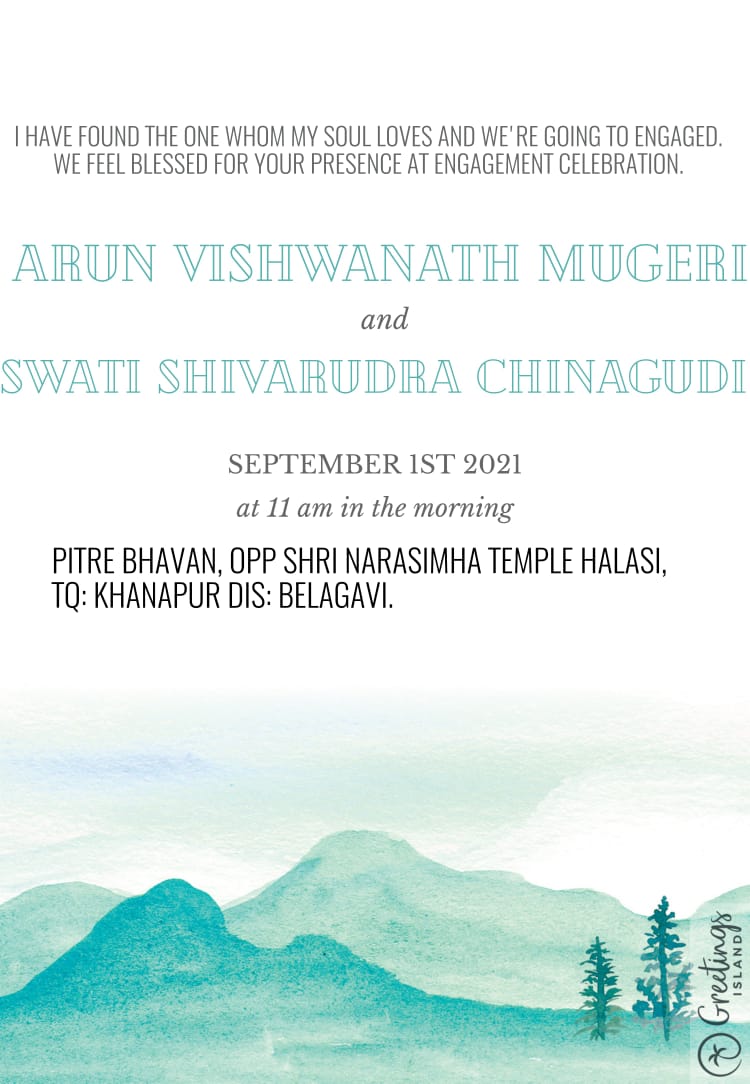 I HAVE FOUND THE ONE WHOM MY SOUL LOVES AND WE'RE GOING TO ENGAGED.
WE FEEL BLESSED FOR YOUR PRESENCE AT ENGAGEMENT CELEBRATION.
ARUN VISHWANATH MUGERI
and
SWATI SHIVARUDRA CHINAGUDI
SEPTEMBER 1ST 2021
at 11 am in the morning
PITRE BHAVAN, OPP SHRI NARASIMHA TEMPLE HALASI,
TQ: KHANAPUR DIS: BELAGAVI.
Greetings
ISLAND